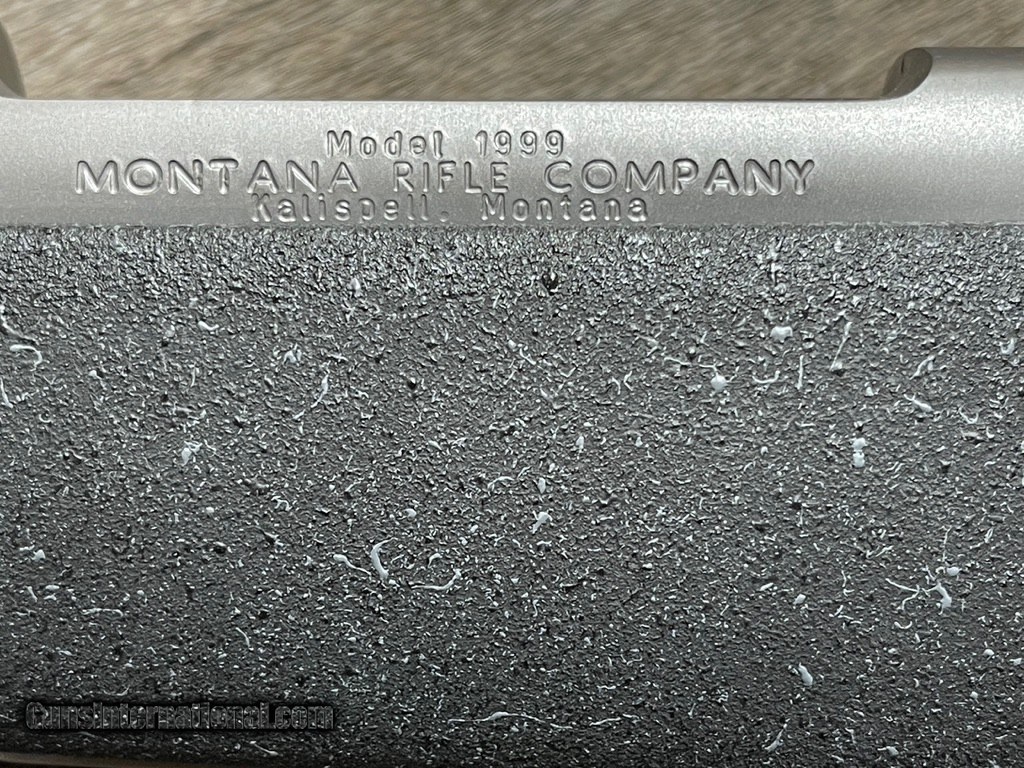 Model 1999
MONTANA RIFLE COMPANY
Kalispell, Montana
GunsInternational.com